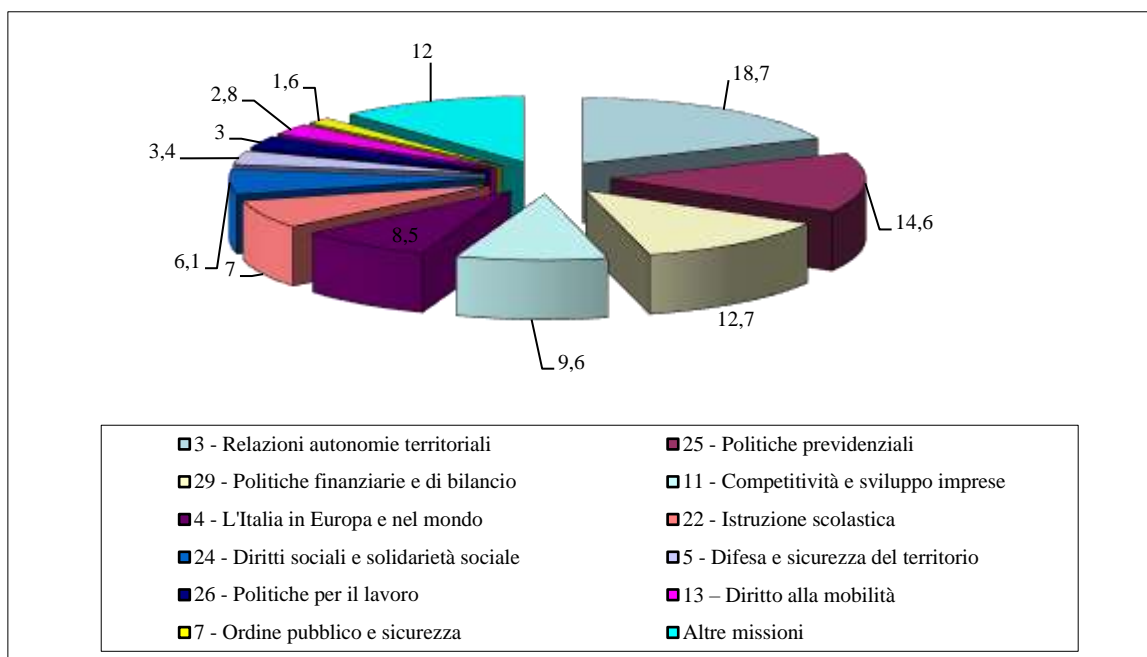 12
18,7
1,6
2,8
3
3,4
14,6
8,5
6,1
7
12,7
9,6
3 - Relazioni autonomie territoriali
25 - Politiche previdenziali
29 - Politiche finanziarie e di bilancio
11 - Competitività e sviluppo imprese
4 - L'Italia in Europa e nel mondo
22 - Istruzione scolastica
24 - Diritti sociali e solidarietà sociale
5 - Difesa e sicurezza del territorio
26 - Politiche per il lavoro
13 – Diritto alla mobilità
7 - Ordine pubblico e sicurezza
Altre missioni